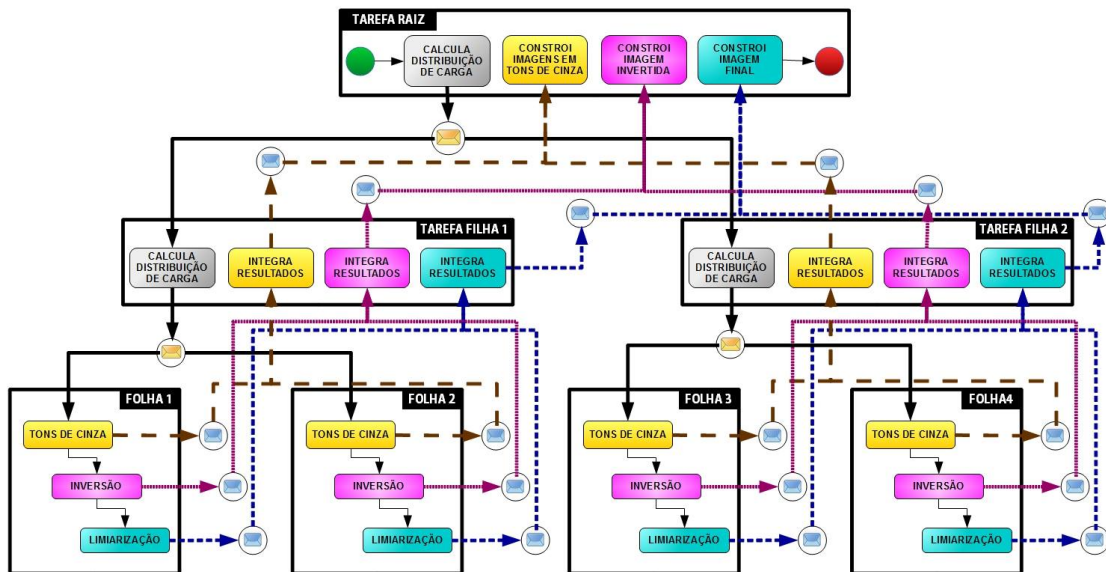 TAREFA RAIZ
CALCULA
DISTRIBUIÇÃO
DE CARGA
CONSTROI
IMAGENS EM
TONS DE CINZA
CONSTROI
IMAGEM
INVERTIDA
CONSTROI
IMAGEM
FINAL
TAREFA FILHA 1
CALCULA
DISTRIBUIÇÃO
DE CARGA
INTEGRA
RESULTADOS
INTEGRA
RESULTADOS
INTEGRA
RESULTADOS
TAREFA FILHA 2
CALCULA
DISTRIBUIÇÃO
DE CARGA
INTEGRA
RESULTADOS
INTEGRA
RESULTADOS
INTEGRA
RESULTADOS
FOLHA 1
TONS DE CINZA
INVERSÃO
LIMIARIZAÇÃO
FOLHA 2
TONS DE CINZA
INVERSÃO
LIMIARIZAÇÃO
FOLHA 3
TONS DE CINZA
INVERSÃO
LIMIARIZAÇÃO
FOLHA4
TONS DE CINZA
INVERSÃO
LIMIARIZAÇÃO